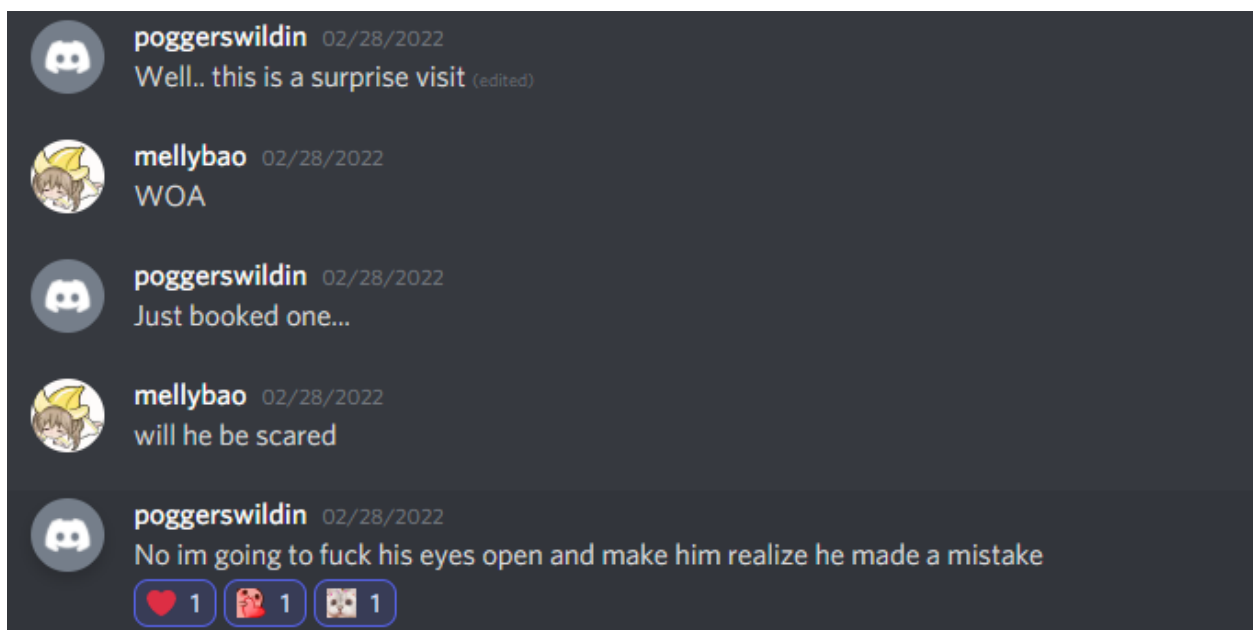 poggerswildin 02/28/2022
Well.. this is a surprise visit (edited)
mellybao 02/28/2022
WOA
poggerswildin 02/28/2022
Just booked one...
mellybao 02/28/2022
will he be scared
poggerswildin 02/28/2022
No im going to fuck his eyes open and make him realize he made a mistake
1 1 1